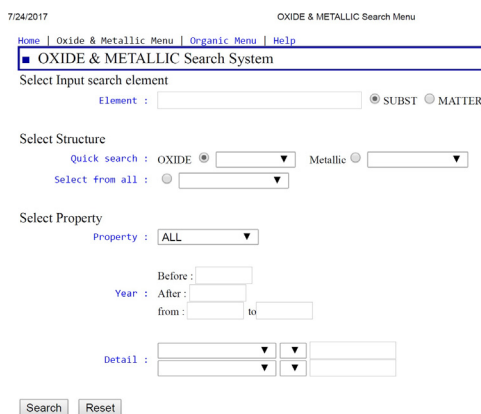 7/24/2017 OXIDE & METALLIC Search Menu
Home | Oxide & Metallic Menu | Organic Menu | Help
OXIDE & METALLIC Search System
Select Input search element
Element : SUBST MATTER
Select Structure
Quick search : OXIDE Metallic
Select from all :
Select Property
Property : ALL
Before :
Year : After :
from : to
Detail :
Search Reset